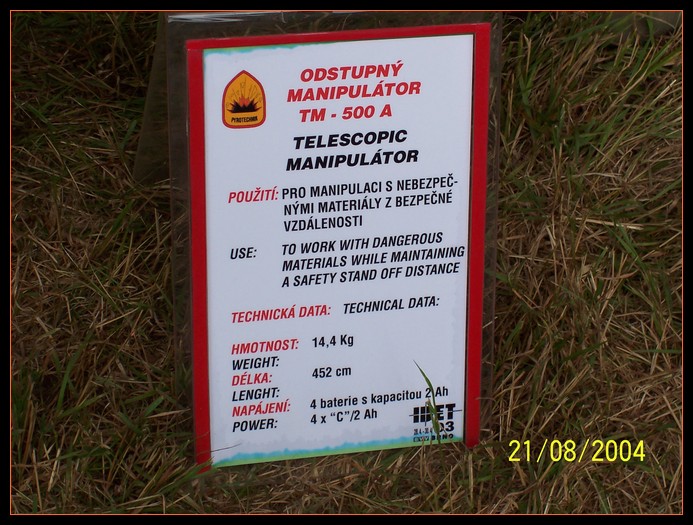 PYROTECHNIK
ODSTUPNÝ
MANIPULÁTOR
TM - 500 A
TELESCOPIC
MANIPULÁTOR
POUŽITÍ: PRO MANIPULACI S NEBEZPEČ-
NÝMI MATERIÁLY Z BEZPEČNÉ
VZDÁLENOSTI
USE: TO WORK WITH DANGEROUS
MATERIALS WHILE MAINTAINING
A SAFETY STAND OFF DISTANCE
TECHNICKÁ DATA: TECHNICAL DATA:
HMOTNOST: 14,4 Kg
WEIGHT:
DÉLKA: 452 cm
LENGHT:
NAPÁJENÍ: 4 baterie s kapacitou 2 Ah
POWER: 4 x "C"/2 Ah
BRNO
21/08/2004